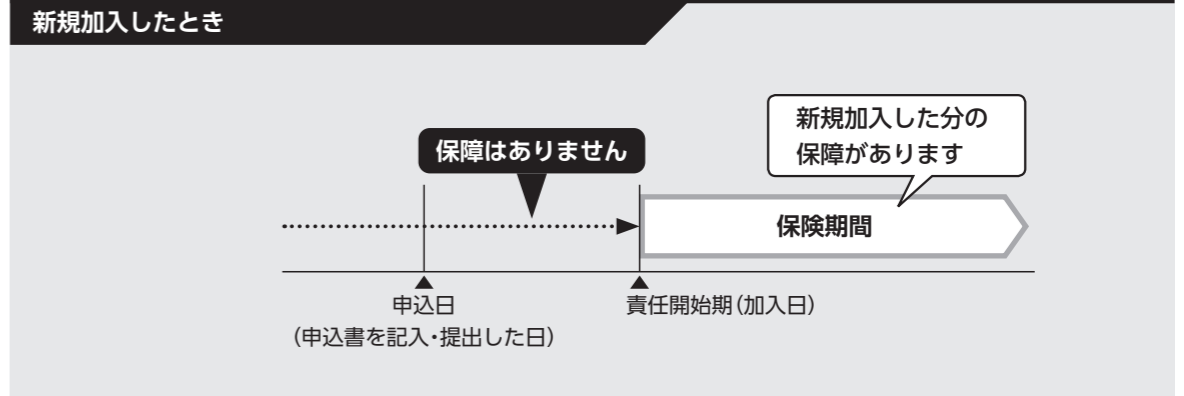 新規加入したとき
新規加入した分の
保障があります
保障はありません
保険期間
申込日
（申込書を記入・提出した日）
責任開始期（加入日）